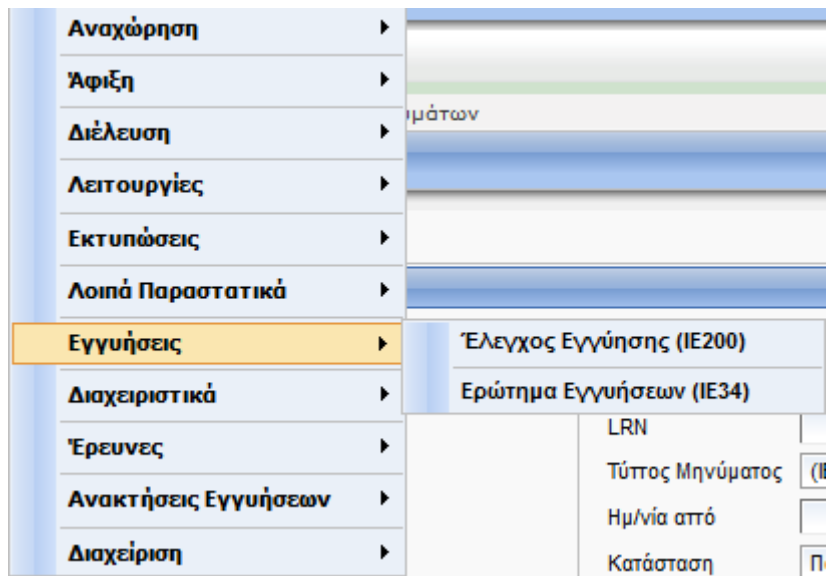 Αναχώρηση
Άφιξη
Διέλευση
Λειτουργίες
Εκτυπώσεις
Λοιπά Παραστατικά
Εγγυήσεις
Έλεγχος Εγγύησης (IE200)
Ερώτημα Εγγυήσεων (IE34)
Διαχειριστικά
Έρευνες
Ανακτήσεις Εγγυήσεων
Διαχείριση
LRN
Τύπος Μηνύματος
Ημ/νία από
Κατάσταση